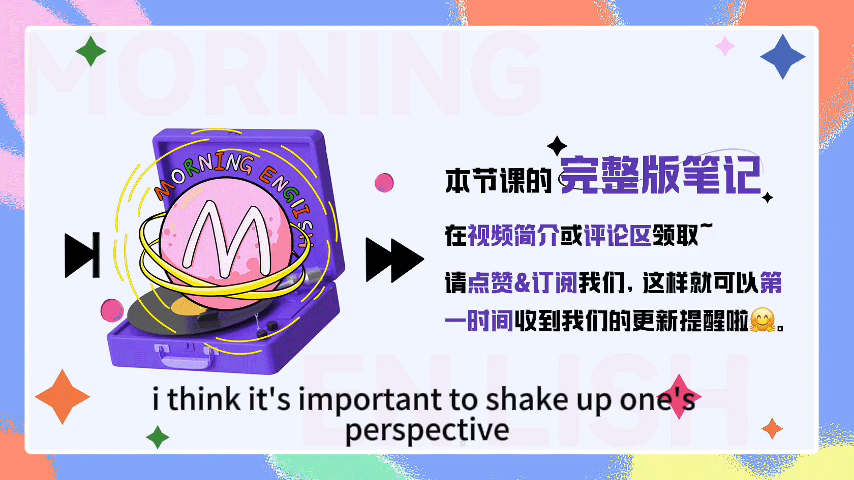 MORNING
MORNING ENGLISH
M
本节课的 完整版笔记
在视频简介或评论区领取~
请点赞&订阅我们，这样就可以第
一时间收到我们的更新提醒啦🤗。
ENGLISH
i think it's important to shake up one's
perspective